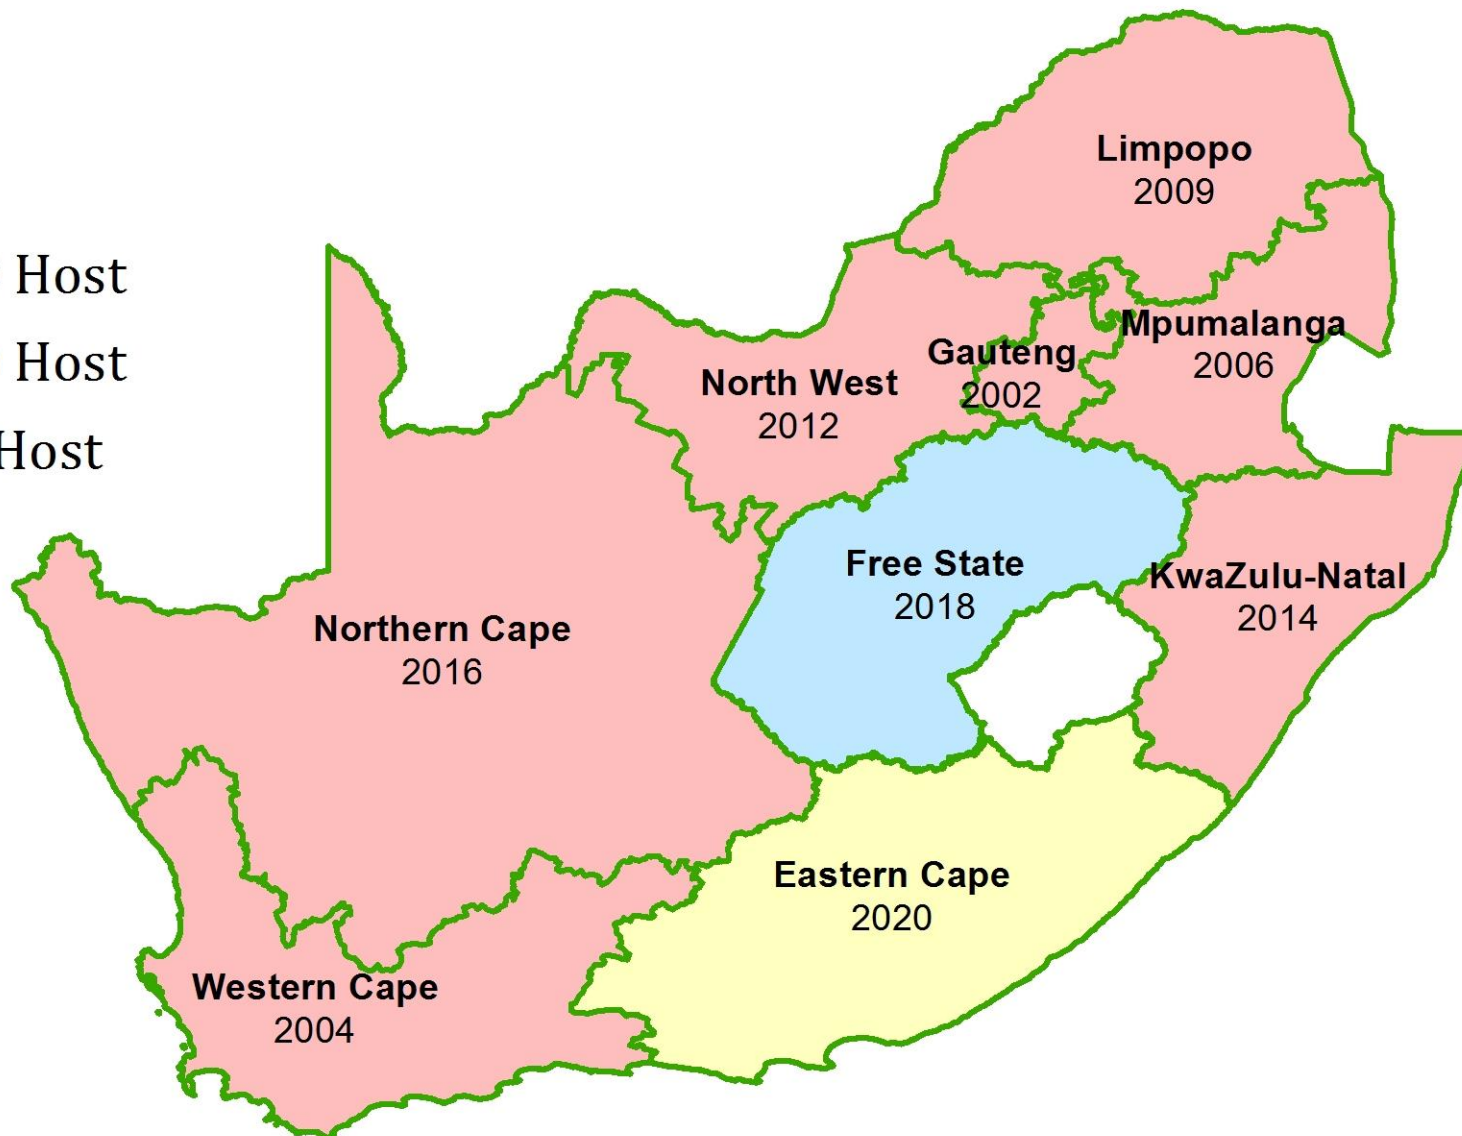 Host
Host
Host
Limpopo
2009
Mpumalanga
2006
Gauteng
2002
North West
2012
Free State
2018
KwaZulu-Natal
2014
Northern Cape
2016
Eastern Cape
2020
Western Cape
2004